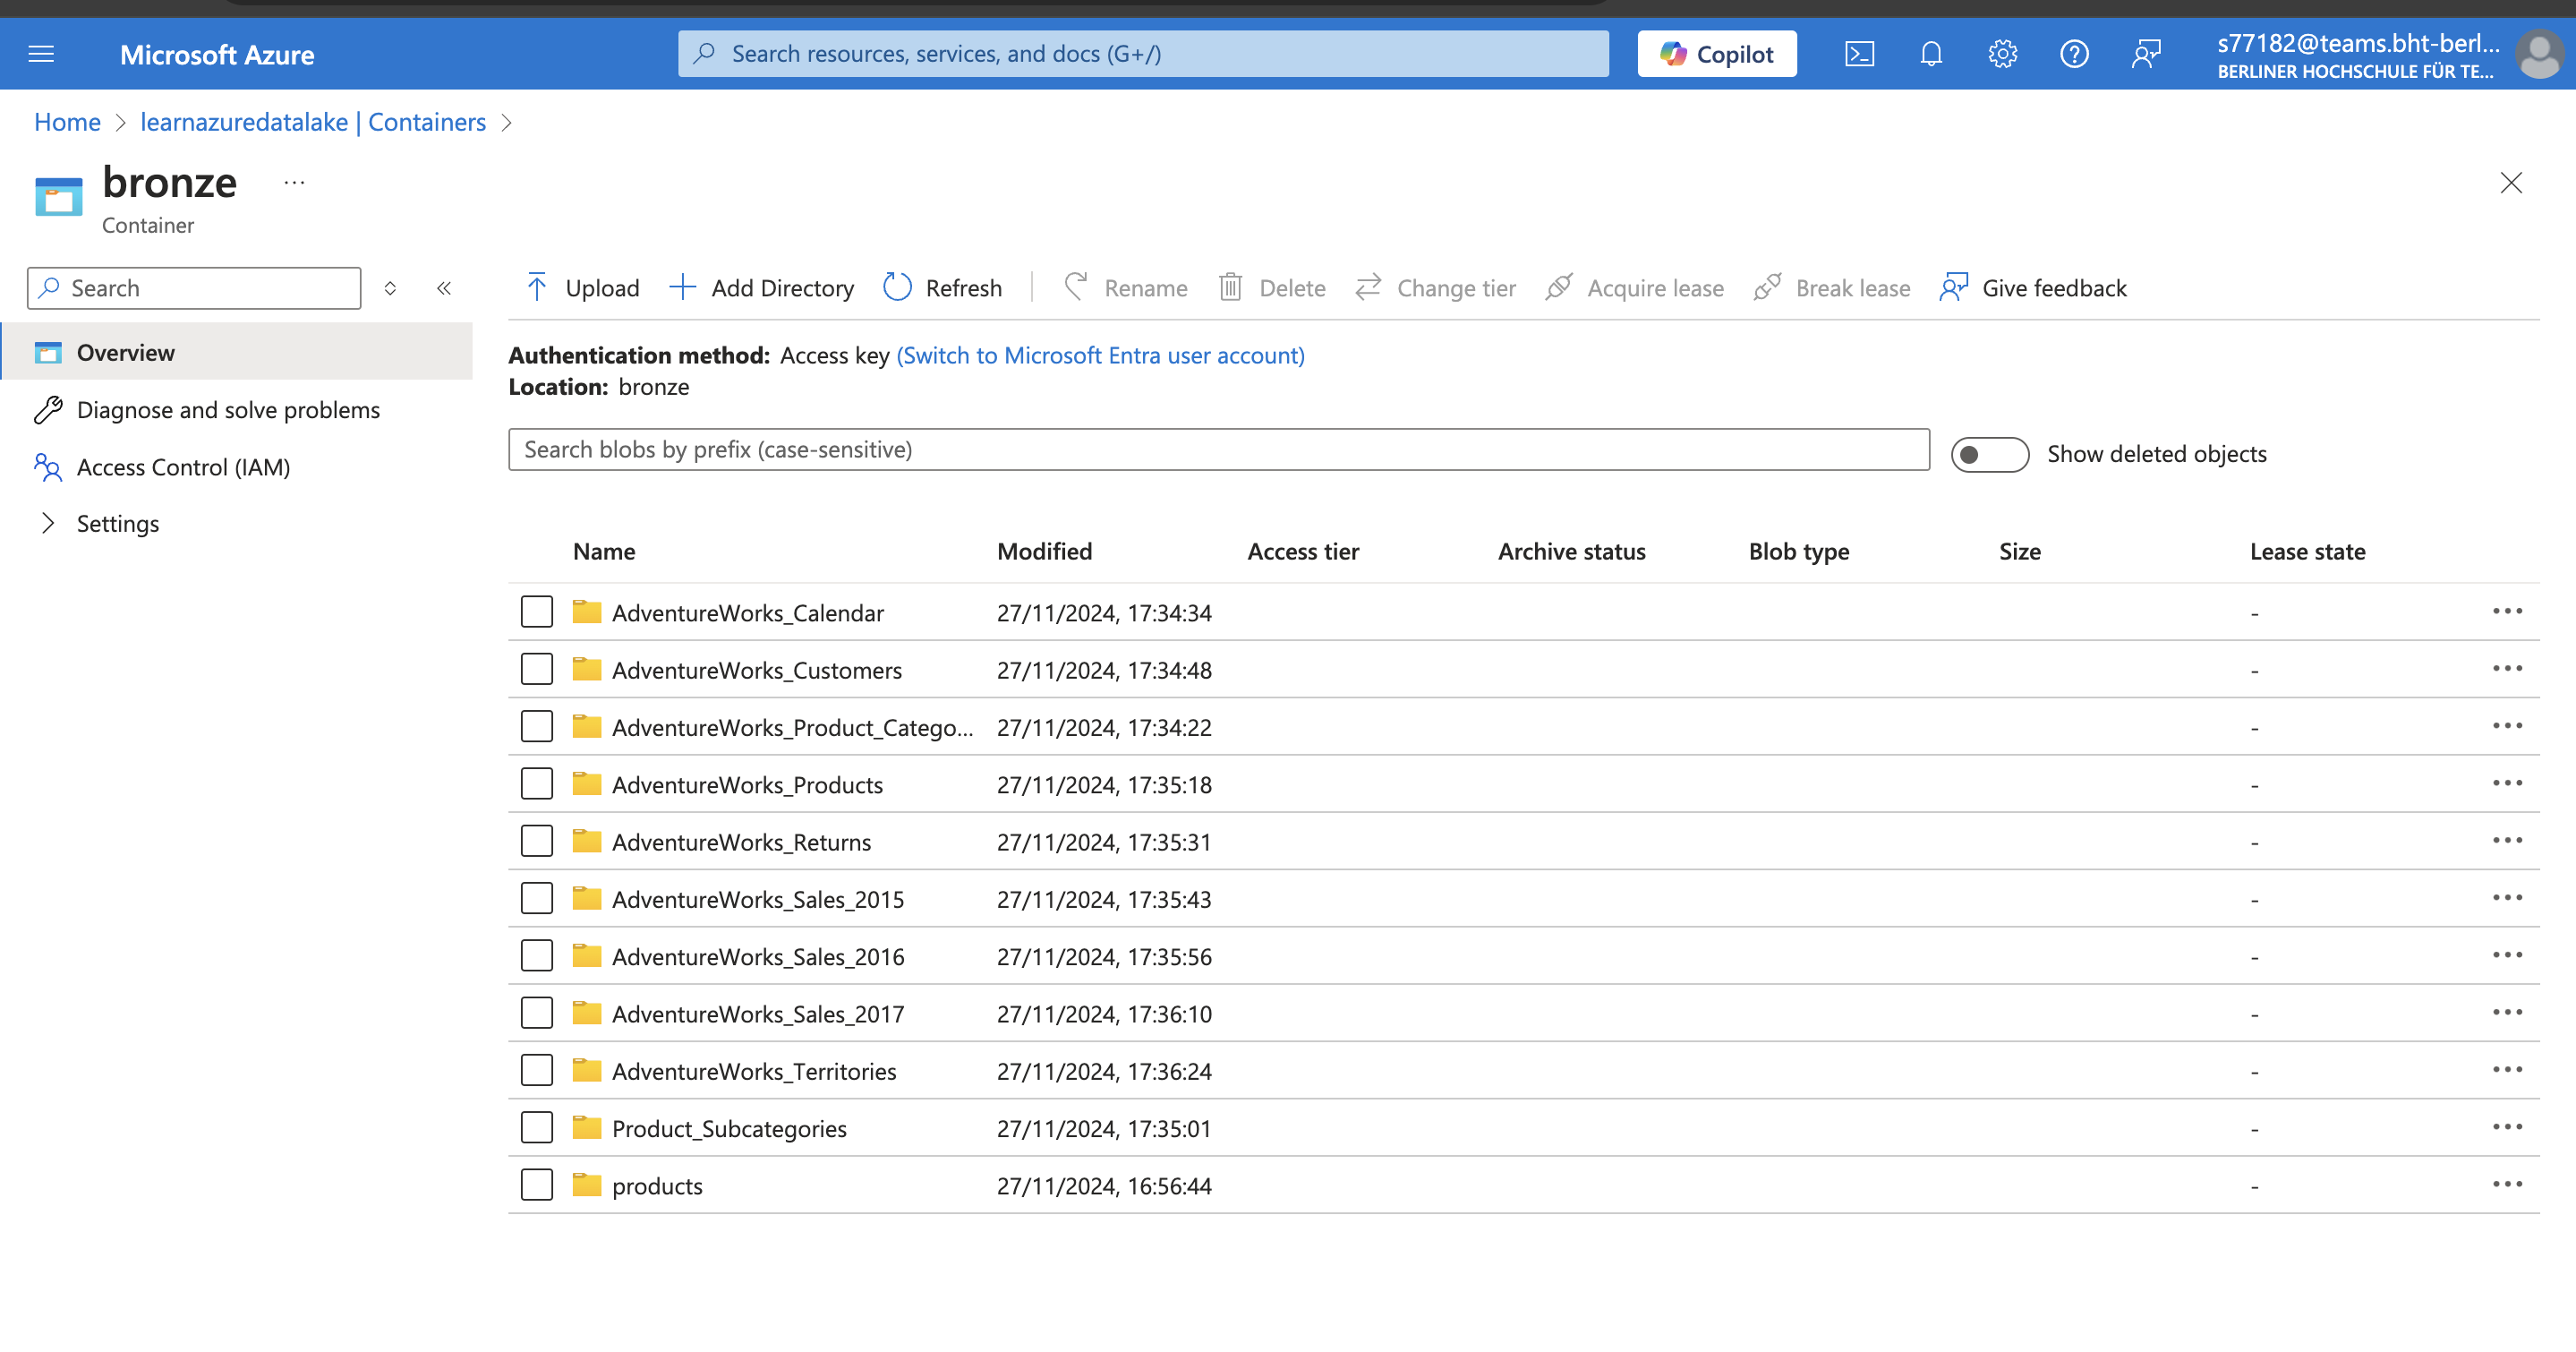 Microsoft Azure
Search resources, services, and docs (G+/)
Copilot
s77182@teams.bht-berl...
BERLINER HOCHSCHULE FÜR TE...
Home > learnazuredatalake | Containers >
bronze ...
Container
Search
Overview
Diagnose and solve problems
Access Control (IAM)
Settings
Upload Add Directory Refresh Rename Delete Change tier Acquire lease Break lease Give feedback
Authentication method: Access key (Switch to Microsoft Entra user account)
Location: bronze
Search blobs by prefix (case-sensitive)
Show deleted objects
Name Modified Access tier Archive status Blob type Size Lease state
AdventureWorks_Calendar 27/11/2024, 17:34:34 -
AdventureWorks_Customers 27/11/2024, 17:34:48 -
AdventureWorks_Product_Catego... 27/11/2024, 17:34:22 -
AdventureWorks_Products 27/11/2024, 17:35:18 -
AdventureWorks_Returns 27/11/2024, 17:35:31 -
AdventureWorks_Sales_2015 27/11/2024, 17:35:43 -
AdventureWorks_Sales_2016 27/11/2024, 17:35:56 -
AdventureWorks_Sales_2017 27/11/2024, 17:36:10 -
AdventureWorks_Territories 27/11/2024, 17:36:24 -
Product_Subcategories 27/11/2024, 17:35:01 -
products 27/11/2024, 16:56:44 -